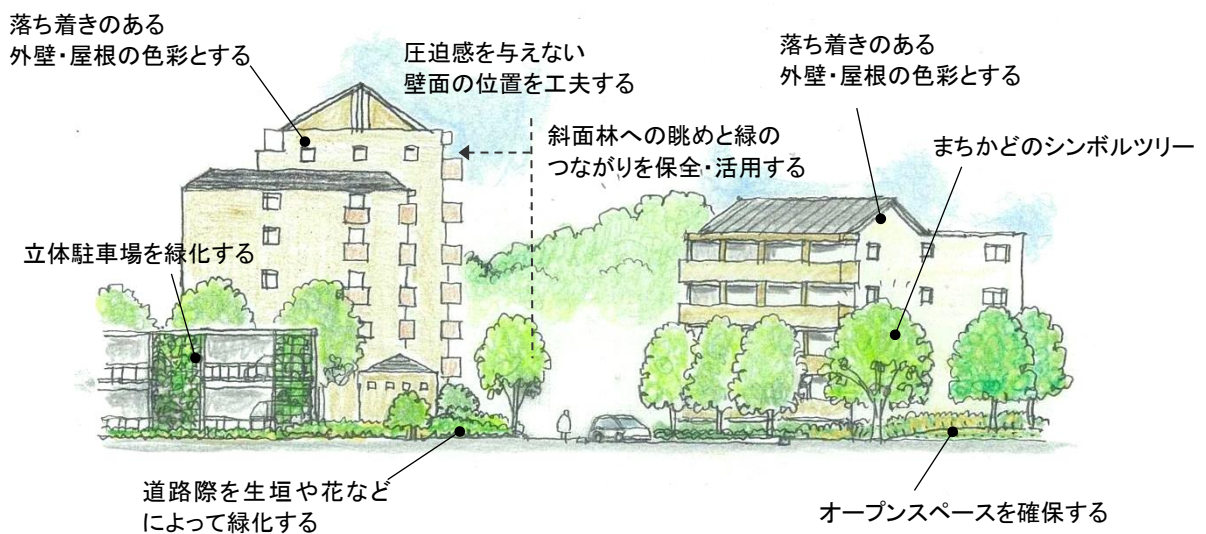 落ち着きのある
外壁・屋根の色彩とする
圧迫感を与えない
壁面の位置を工夫する
落ち着きのある
外壁・屋根の色彩とする
斜面林への眺めと緑の
つながりを保全・活用する
まちかどのシンボルツリー
立体駐車場を緑化する
道路際を生垣や花など
によって緑化する
オープンスペースを確保する